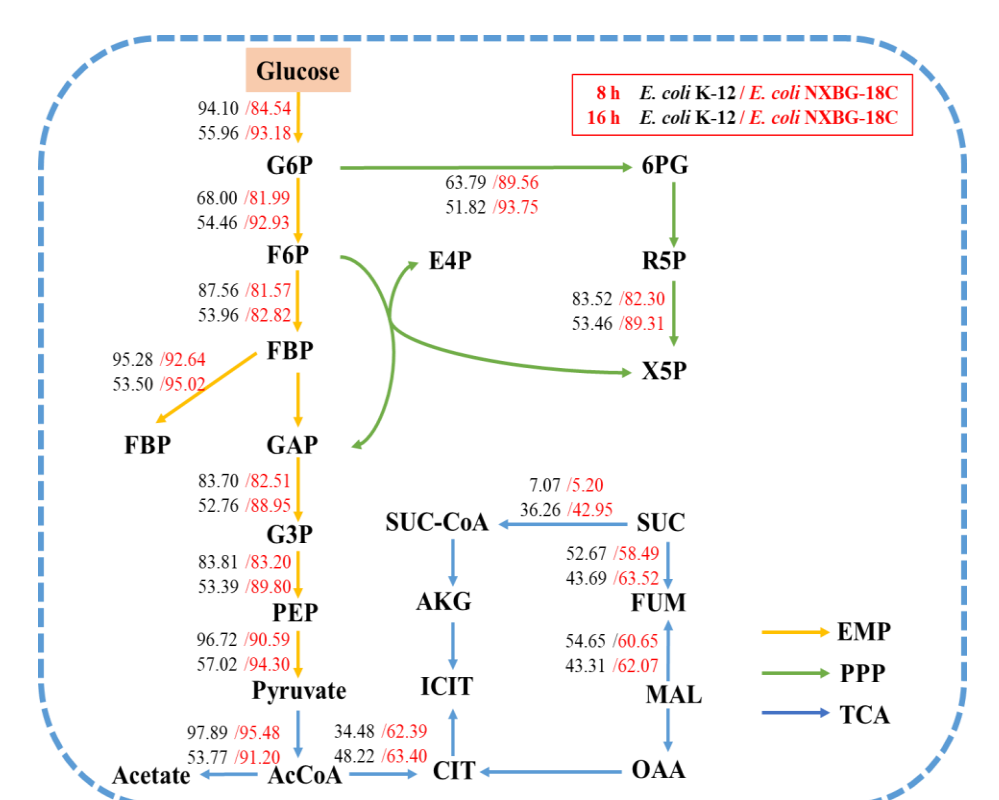 Glucose
8 h E. coli K-12 / E. coli NXBG-18C
16 h E. coli K-12 / E. coli NXBG-18C
94.10 /84.54
55.96 /93.18
G6P
6PG
63.79 /89.56
51.82 /93.75
68.00 /81.99
54.46 /92.93
F6P
E4P
R5P
87.56 /81.57
53.96 /82.82
83.52 /82.30
53.46 /89.31
FBP
95.28 /92.64
53.50 /95.02
X5P
FBP
GAP
83.70 /82.51
52.76 /88.95
7.07 /5.20
36.26 /42.95
G3P
SUC-CoA
SUC
83.81 /83.20
53.39 /89.80
52.67 /58.49
43.69 /63.52
PEP
AKG
FUM
96.72 /90.59
57.02 /94.30
54.65 /60.65
43.31 /62.07
EMP
PPP
TCA
Pyruvate
ICIT
MAL
97.89 /95.48
53.77 /91.20
34.48 /62.39
48.22 /63.40
Acetate
AcCoA
CIT
OAA